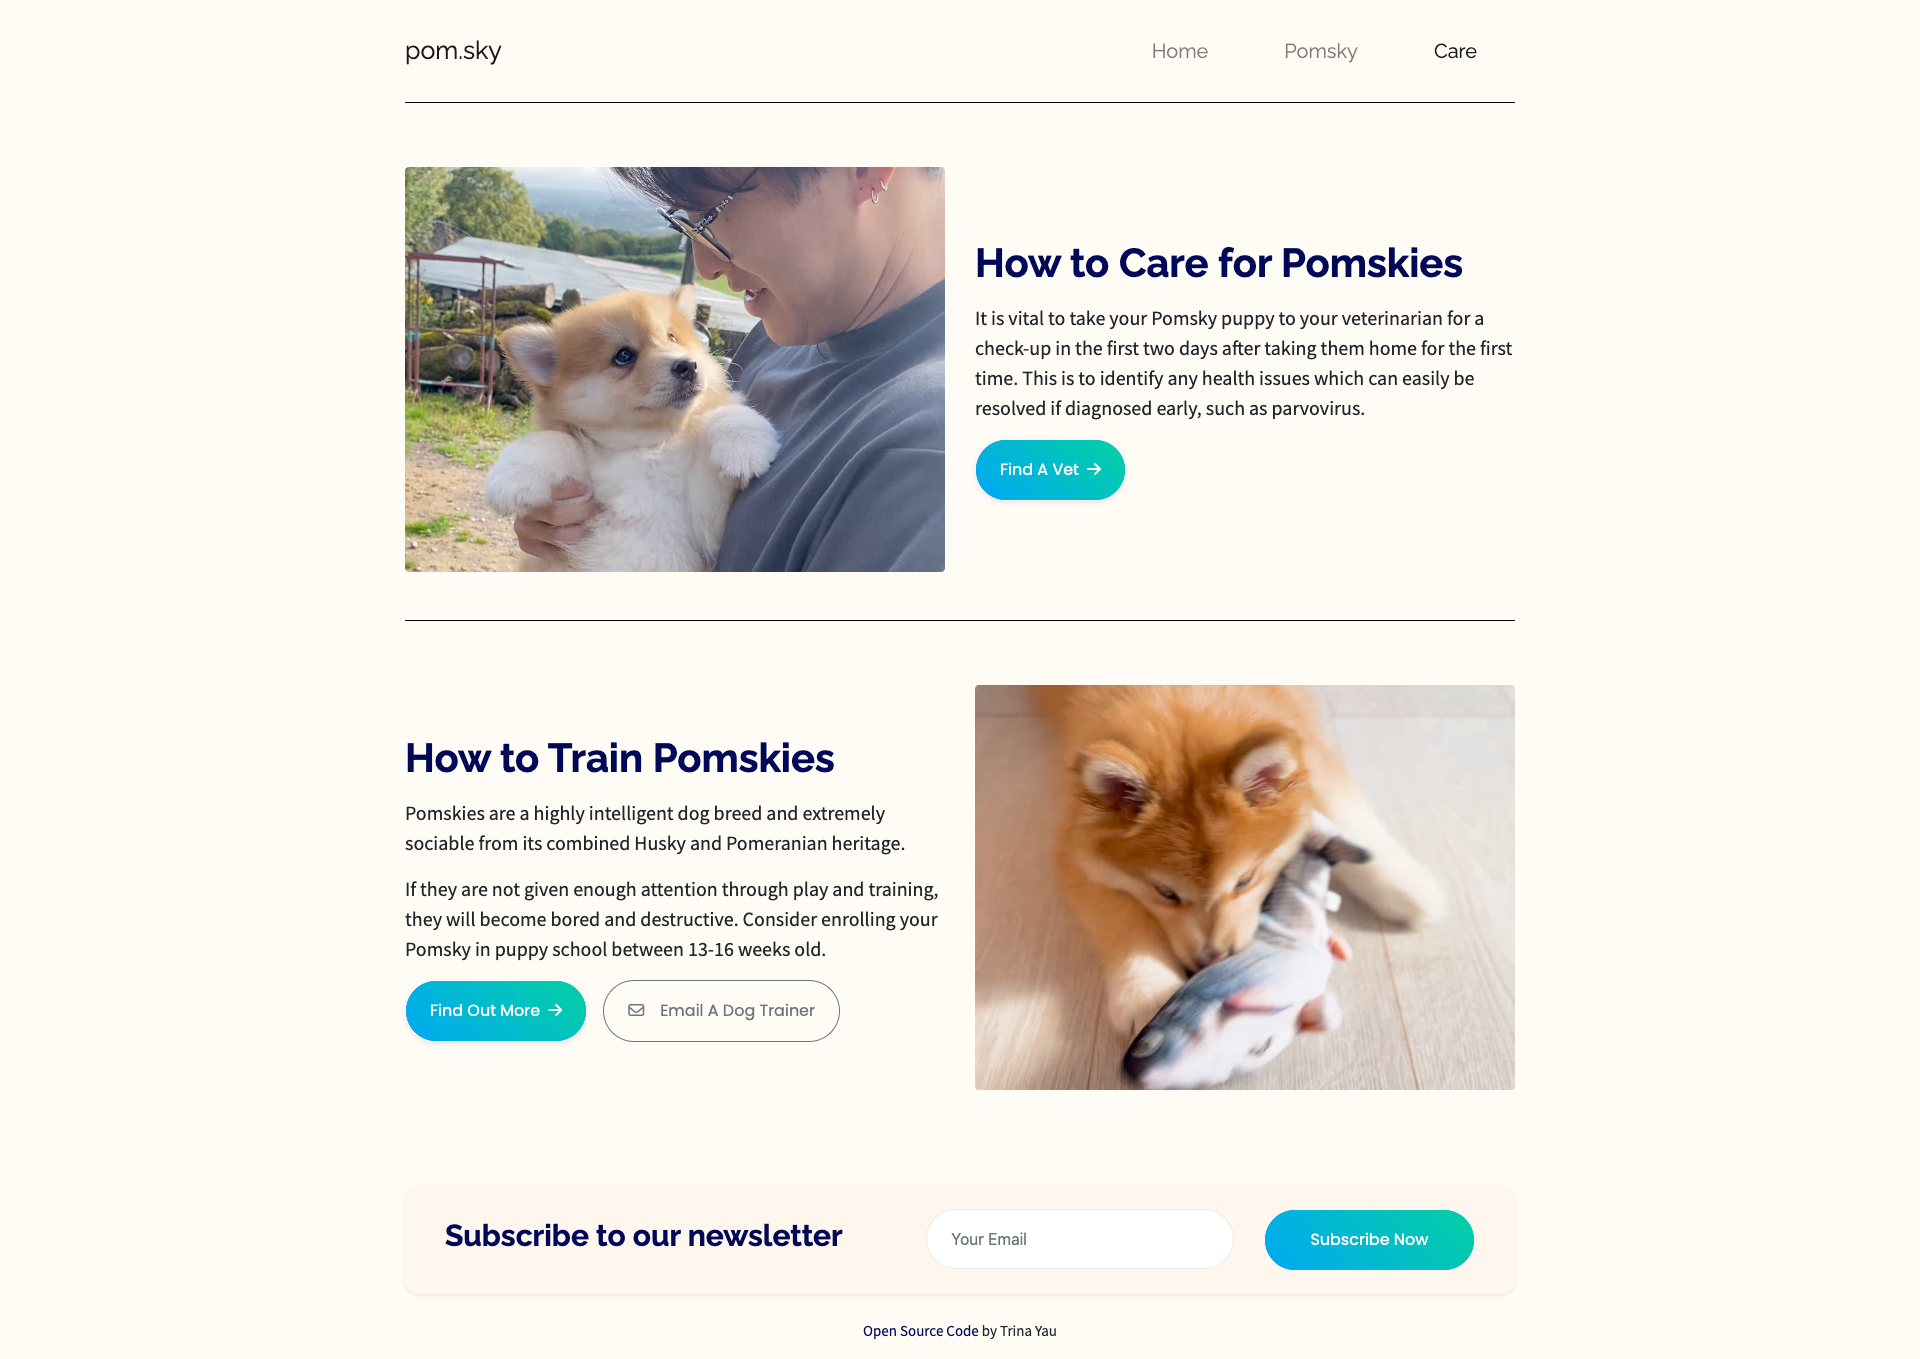 pom.sky
Home
Pomsky
Care
How to Care for Pomskies
It is vital to take your Pomsky puppy to your veterinarian for a
check-up in the first two days after taking them home for the first
time. This is to identify any health issues which can easily be
resolved if diagnosed early, such as parvovirus.
Find A Vet →
How to Train Pomskies
Pomskies are a highly intelligent dog breed and extremely
sociable from its combined Husky and Pomeranian heritage.
If they are not given enough attention through play and training,
they will become bored and destructive. Consider enrolling your
Pomsky in puppy school between 13-16 weeks old.
Find Out More →
Email A Dog Trainer
Subscribe to our newsletter
Your Email
Subscribe Now
Open Source Code by Trina Yau